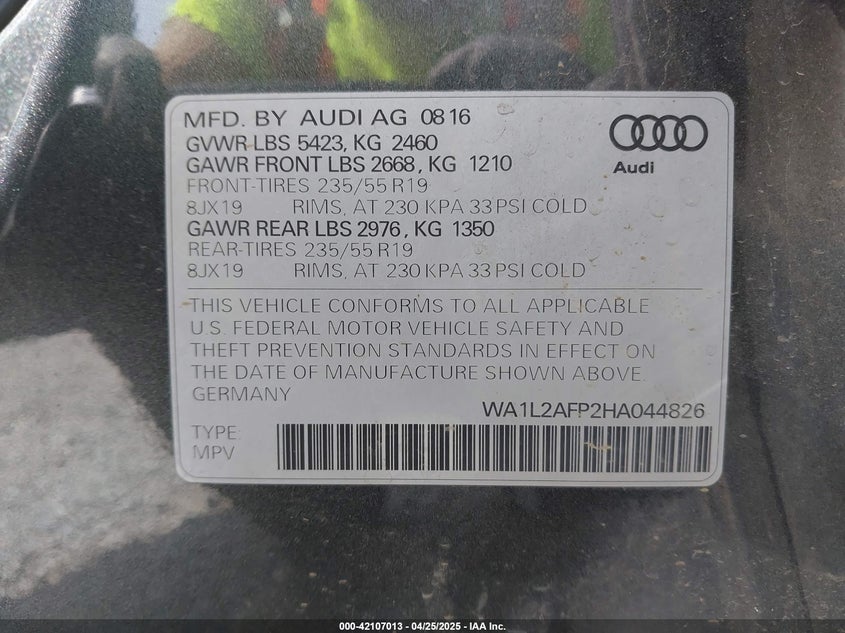 MFD. BY AUDI AG 08 16
GVWR LBS 5423, KG 2460
GAWR FRONT LBS 2668, KG 1210
FRONT-TIRES 235/55 R19
8JX19 RIMS, AT 230 KPA 33 PSI COLD
GAWR REAR LBS 2976, KG 1350
REAR-TIRES 235/55 R19
8JX19 RIMS, AT 230 KPA 33 PSI COLD
Audi
THIS VEHICLE CONFORMS TO ALL APPLICABLE
U.S. FEDERAL MOTOR VEHICLE SAFETY AND
THEFT PREVENTION STANDARDS IN EFFECT ON
THE DATE OF MANUFACTURE SHOWN ABOVE.
GERMANY
WA1L2AFP2HA044826
TYPE:
MPV
000-42107013 - 04/25/2025 - IAA Inc.